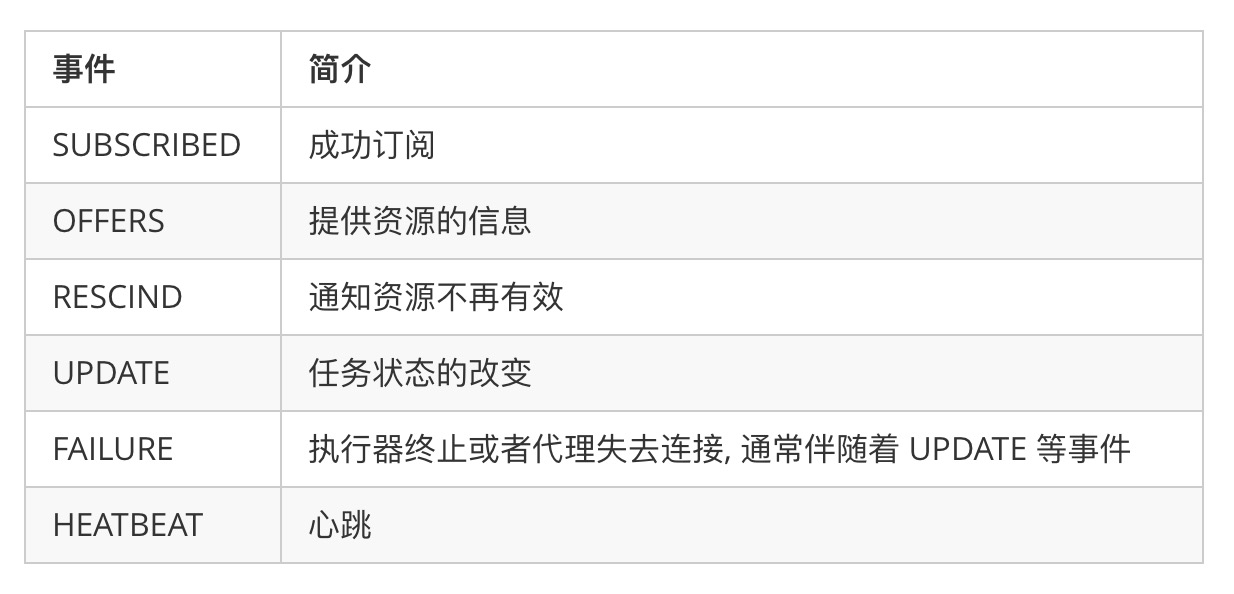 事件 简介
SUBSCRIBED 成功订阅
OFFERS 提供资源的信息
RESCIND 通知资源不再有效
UPDATE 任务状态的改变
FAILURE 执行器终止或者代理失去连接, 通常伴随着 UPDATE 等事件
HEATBEAT 心跳